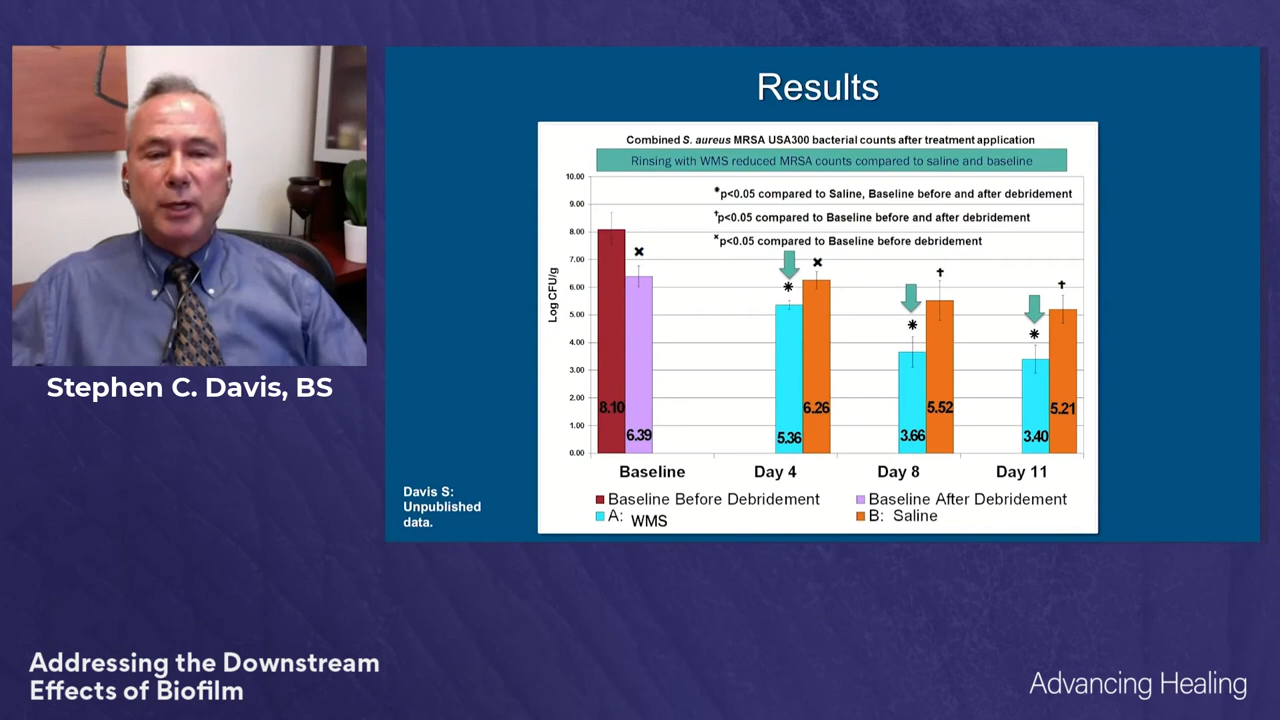 Stephen C. Davis, BS
Results
Combined S. aureus MRSA USA300 bacterial counts after treatment application
Rinsing with WMS reduced MRSA counts compared to saline and baseline
*p<0.05 compared to Saline, Baseline before and after debridement
†p<0.05 compared to Baseline before and after debridement
×p<0.05 compared to Baseline before debridement
Log CFU/g
10.00
9.00
8.00
7.00
6.00
5.00
4.00
3.00
2.00
1.00
0.00
×
* ×
* †
* †
8.10
6.39
5.36
6.26
3.66
5.52
3.40
5.21
Baseline Day 4 Day 8 Day 11
Baseline Before Debridement Baseline After Debridement
A: WMS B: Saline
Davis S:
Unpublished
data.
Addressing the Downstream
Effects of Biofilm
Advancing Healing